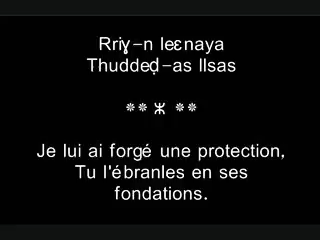 Rriɣ-n leɛnaya
Thuddeḍ-as llsas
** ⵣ **
Je lui ai forgé une protection,
Tu l'ébranles en ses
fondations.